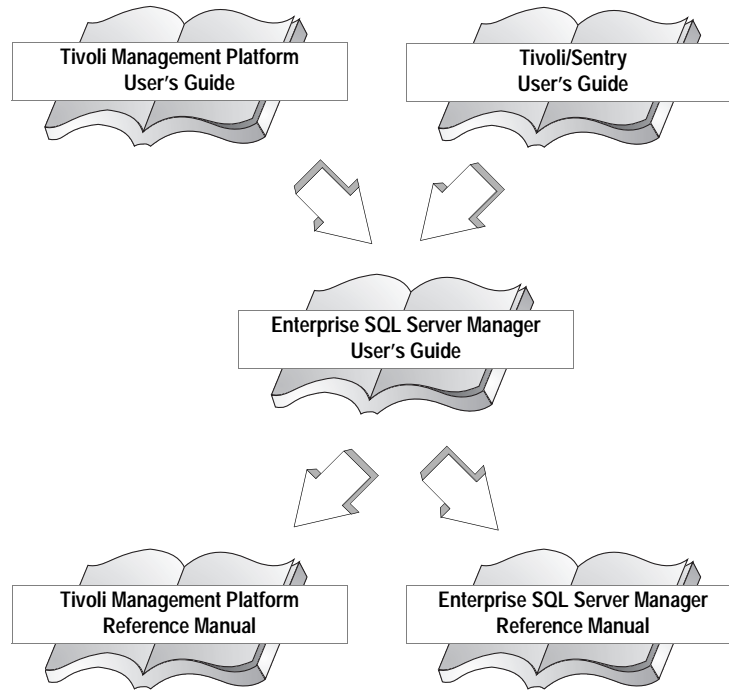 Tivoli Management Platform
User's Guide
Tivoli/Sentry
User's Guide
Enterprise SQL Server Manager
User's Guide
Tivoli Management Platform
Reference Manual
Enterprise SQL Server Manager
Reference Manual